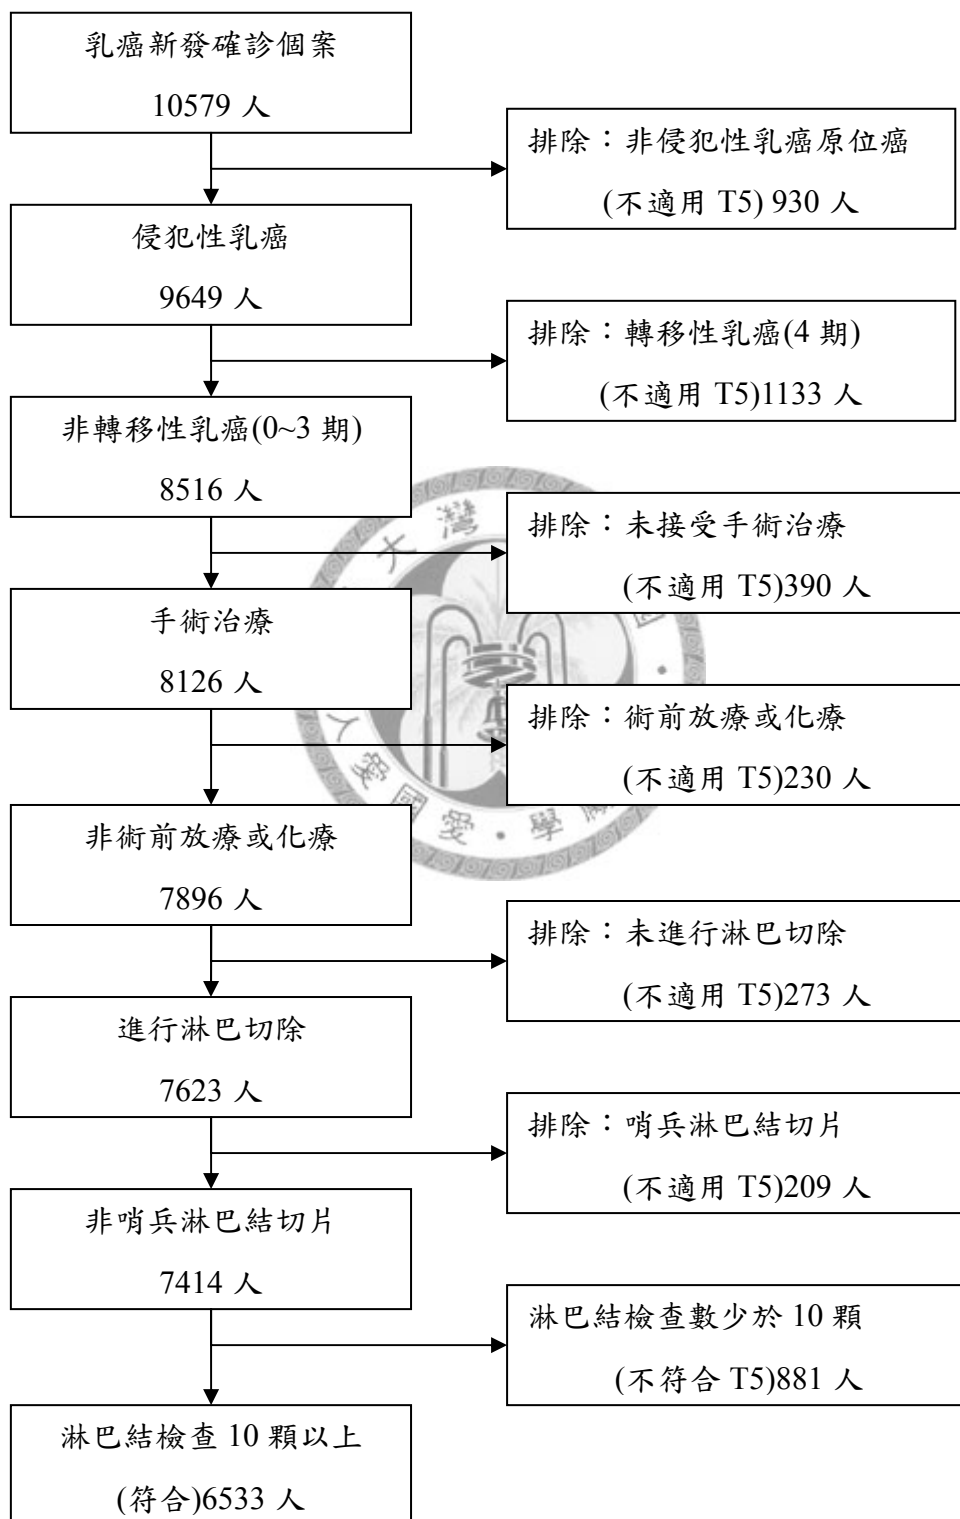 乳癌新發確診個案
10579 人
排除：非侵犯性乳癌原位癌
(不適用 T5) 930 人
侵犯性乳癌
9649 人
排除：轉移性乳癌(4 期)
(不適用 T5)1133 人
非轉移性乳癌(0~3 期)
8516 人
排除：未接受手術治療
(不適用 T5)390 人
手術治療
8126 人
排除：術前放療或化療
(不適用 T5)230 人
非術前放療或化療
7896 人
排除：未進行淋巴切除
(不適用 T5)273 人
進行淋巴切除
7623 人
排除：哨兵淋巴結切片
(不適用 T5)209 人
非哨兵淋巴結切片
7414 人
淋巴結檢查數少於 10 顆
(不符合 T5)881 人
淋巴結檢查 10 顆以上
(符合)6533 人
大灣
人愛國愛・學